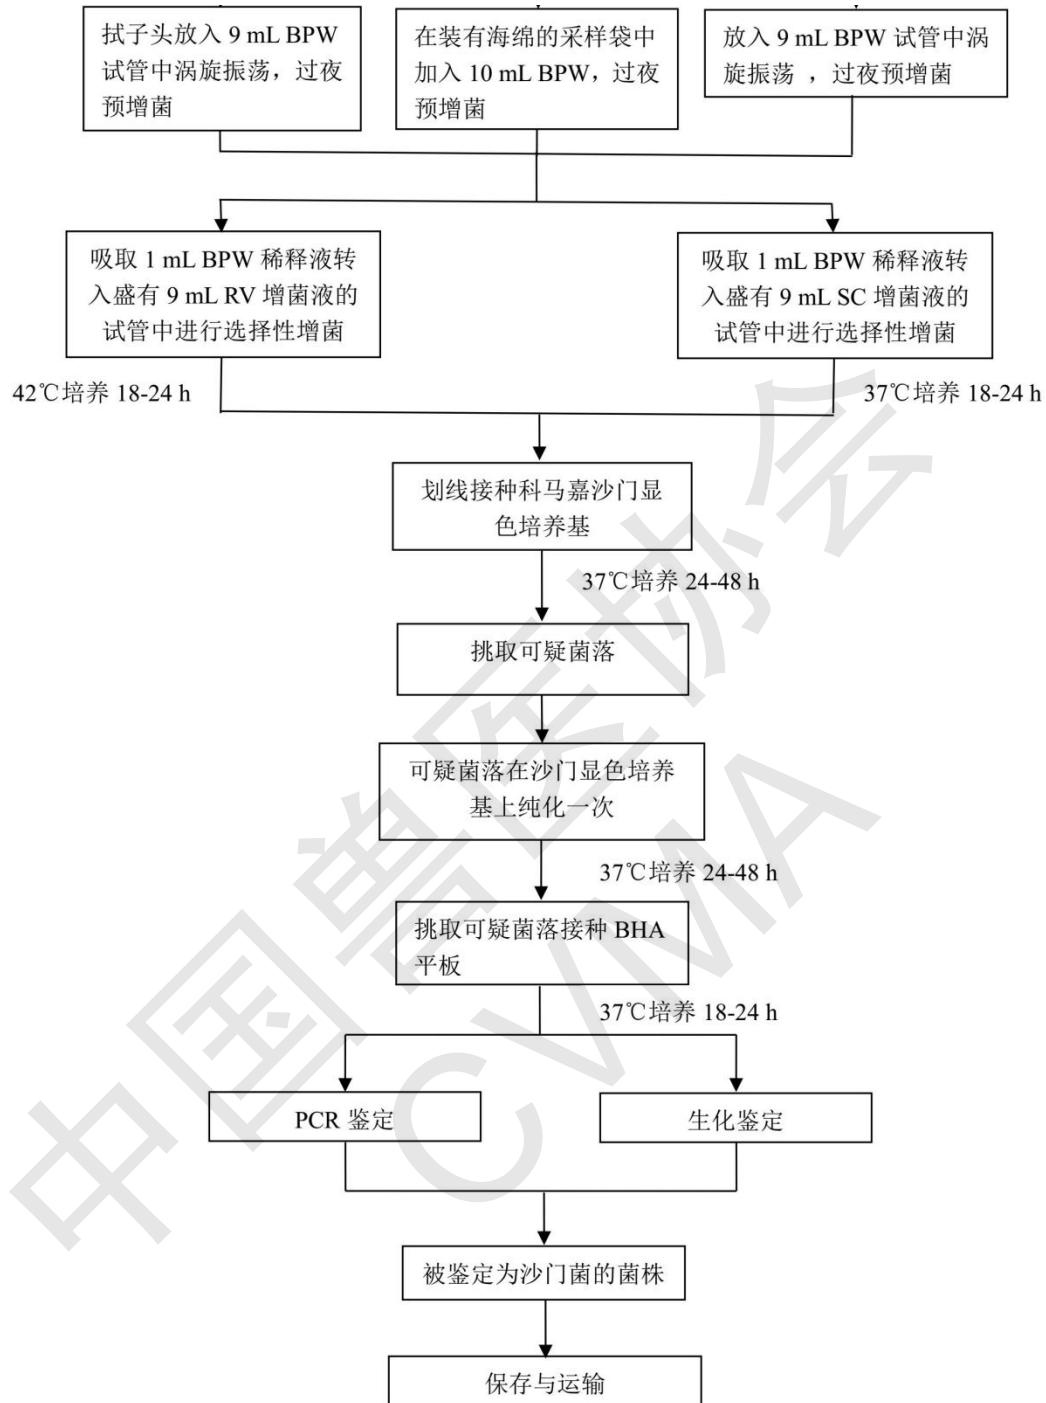 拭子头放入 9 mL BPW
试管中涡旋振荡，过夜
预增菌
在装有海绵的采样袋中
加入 10 mL BPW，过夜
预增菌
放入 9 mL BPW 试管中涡
旋振荡 ，过夜预增菌
吸取 1 mL BPW 稀释液转
入盛有 9 mL RV 增菌液的
试管中进行选择性增菌
吸取 1 mL BPW 稀释液转
入盛有 9 mL SC 增菌液的
试管中进行选择性增菌
42℃培养 18-24 h
37℃培养 18-24 h
划线接种科马嘉沙门显
色培养基
37℃培养 24-48 h
挑取可疑菌落
可疑菌落在沙门显色培养
基上纯化一次
37℃培养 24-48 h
挑取可疑菌落接种 BHA
平板
37℃培养 18-24 h
PCR 鉴定
生化鉴定
被鉴定为沙门菌的菌株
保存与运输
中国兽医协会
CVMA